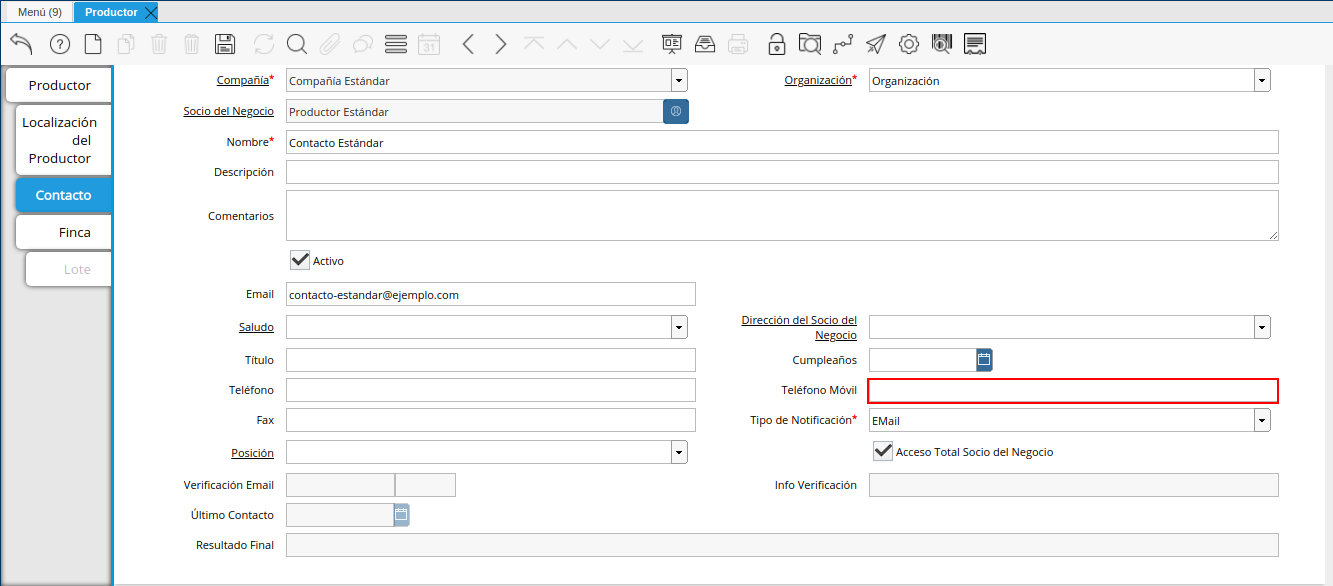 Menú (9)
Productor
31
Productor
Localización
del
Productor
Contacto
Finca
Lote
Compañía*
Compañía Estándar
Organización*
Organización
Socio del Negocio
Productor Estándar
Nombre*
Contacto Estándar
Descripción
Comentarios
Activo
Email
contacto-estandar@ejemplo.com
Saludo
Dirección del Socio del
Negocio
Título
Cumpleaños
Teléfono
Teléfono Móvil
Fax
Tipo de Notificación*
EMail
Posición
Acceso Total Socio del Negocio
Verificación Email
Info Verificación
Último Contacto
Resultado Final